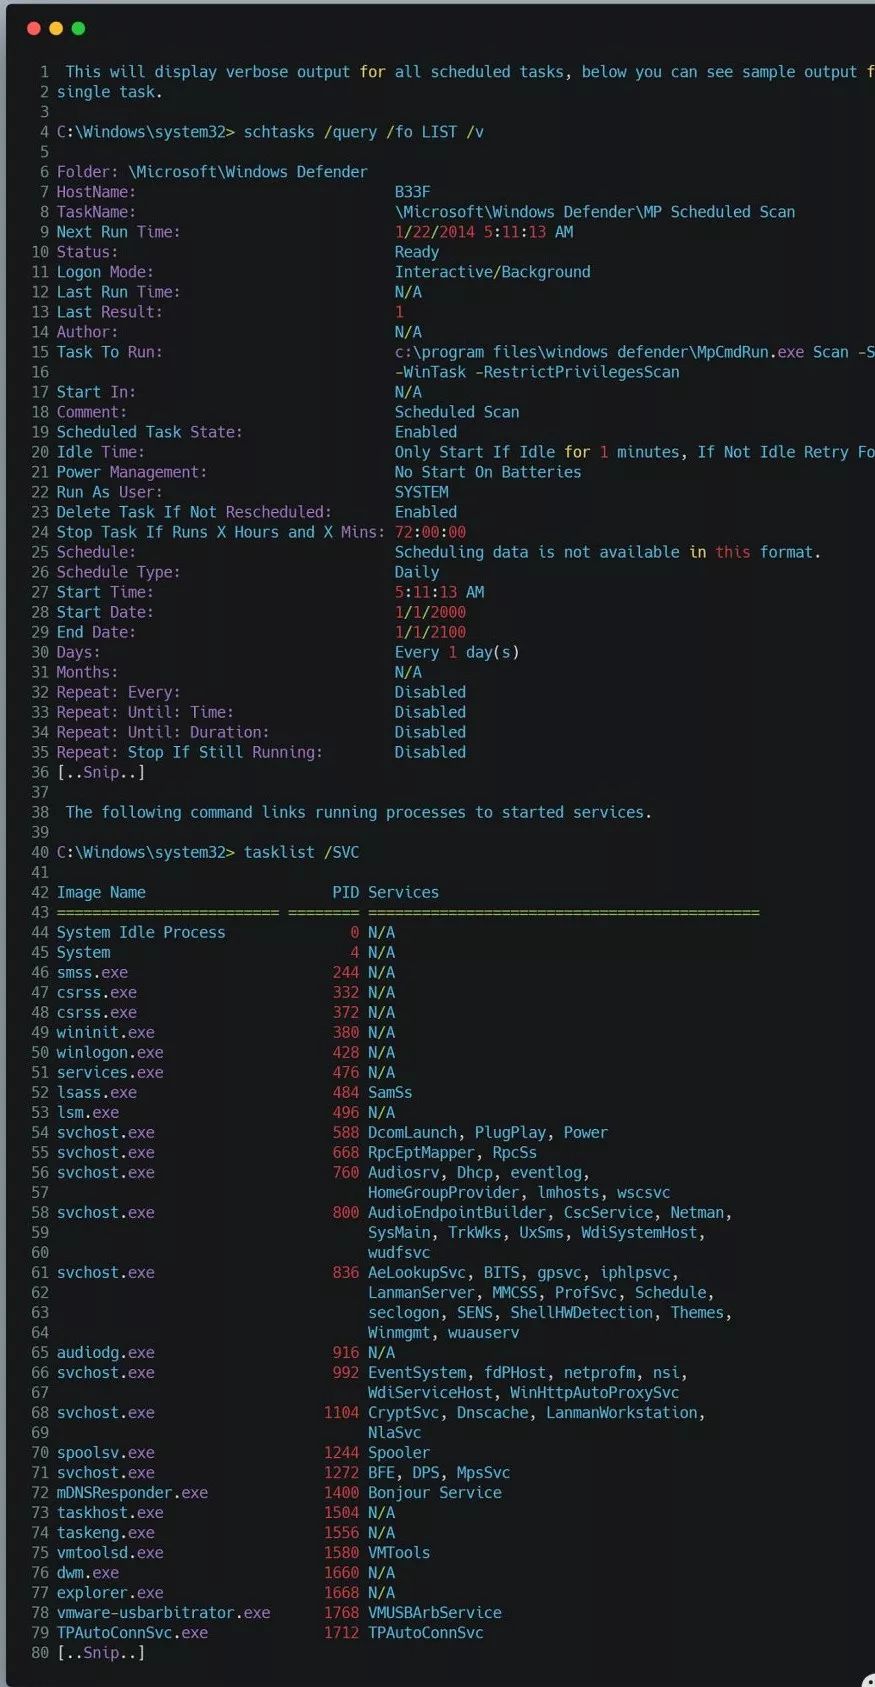 1 This will display verbose output for all scheduled tasks, below you can see sample output f
2 single task.
3
4 C:\Windows\system32> schtasks /query /fo LIST /v
5
6 Folder: \Microsoft\Windows Defender
7 HostName: B33F
8 TaskName: \Microsoft\Windows Defender\MP Scheduled Scan
9 Next Run Time: 1/22/2014 5:11:13 AM
10 Status: Ready
11 Logon Mode: Interactive/Background
12 Last Run Time: N/A
13 Last Result: 1
14 Author: N/A
15 Task To Run: c:\program files\windows defender\MpCmdRun.exe Scan -S
16 -WinTask -RestrictPrivilegesScan
17 Start In: N/A
18 Comment: Scheduled Scan
19 Scheduled Task State: Enabled
20 Idle Time: Only Start If Idle for 1 minutes, If Not Idle Retry Fo
21 Power Management: No Start On Batteries
22 Run As User: SYSTEM
23 Delete Task If Not Rescheduled: Enabled
24 Stop Task If Runs X Hours and X Mins: 72:00:00
25 Schedule: Scheduling data is not available in this format.
26 Schedule Type: Daily
27 Start Time: 5:11:13 AM
28 Start Date: 1/1/2000
29 End Date: 1/1/2100
30 Days: Every 1 day(s)
31 Months: N/A
32 Repeat: Every: Disabled
33 Repeat: Until: Time: Disabled
34 Repeat: Until: Duration: Disabled
35 Repeat: Stop If Still Running: Disabled
36 [..Snip..]
37
38 The following command links running processes to started services.
39
40 C:\Windows\system32> tasklist /SVC
41
42 Image Name PID Services
43 ========================= ======== ============================================
44 System Idle Process 0 N/A
45 System 4 N/A
46 smss.exe 244 N/A
47 csrss.exe 332 N/A
48 csrss.exe 372 N/A
49 wininit.exe 380 N/A
50 winlogon.exe 428 N/A
51 services.exe 476 N/A
52 lsass.exe 484 SamSs
53 lsm.exe 496 N/A
54 svchost.exe 588 DcomLaunch, PlugPlay, Power
55 svchost.exe 668 RpcEptMapper, RpcSs
56 svchost.exe 760 Audiosrv, Dhcp, eventlog,
57 HomeGroupProvider, lmhosts, wscsvc
58 svchost.exe 800 AudioEndpointBuilder, CscService, Netman,
59 SysMain, TrkWks, UxSms, WdiSystemHost,
60 wudfsvc
61 svchost.exe 836 AeLookupSvc, BITS, gpsvc, iphlpsvc,
62 LanmanServer, MMCSS, ProfSvc, Schedule,
63 seclogon, SENS, ShellHWDetection, Themes,
64 Winmgmt, wuauserv
65 audiodg.exe 916 N/A
66 svchost.exe 992 EventSystem, fdPHost, netprofm, nsi,
67 WdiServiceHost, WinHttpAutoProxySvc
68 svchost.exe 1104 CryptSvc, Dnscache, LanmanWorkstation,
69 NlaSvc
70 spoolsv.exe 1244 Spooler
71 svchost.exe 1272 BFE, DPS, MpsSvc
72 mDNSResponder.exe 1400 Bonjour Service
73 taskhost.exe 1504 N/A
74 taskeng.exe 1556 N/A
75 vmtoolsd.exe 1580 VMTools
76 dwm.exe 1660 N/A
77 explorer.exe 1668 N/A
78 vmware-usbarbitrator.exe 1768 VMUSBArbService
79 TPAutoConnSvc.exe 1712 TPAutoConnSvc
80 [..Snip..]